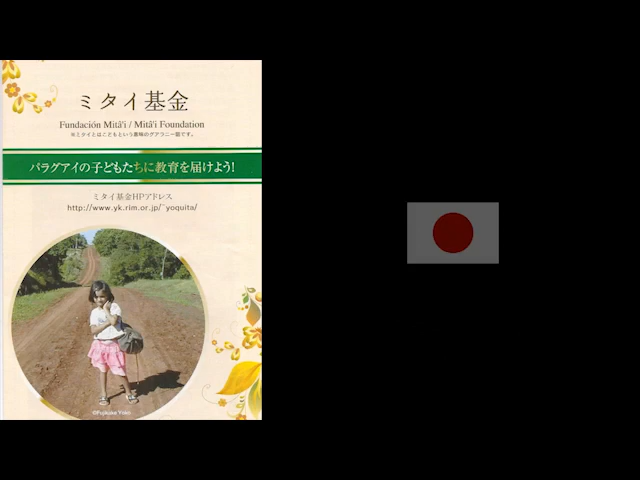 ミタイ基金
Fundación Mitã'i / Mitã'i Foundation
※ミタイとはこどもという意味のグアラニー語です。
パラグアイの子どもたちに教育を届けよう!
ミタイ基金HPアドレス
http://www.yk.rim.or.jp/~yoquita/
©Fujikake Yoko